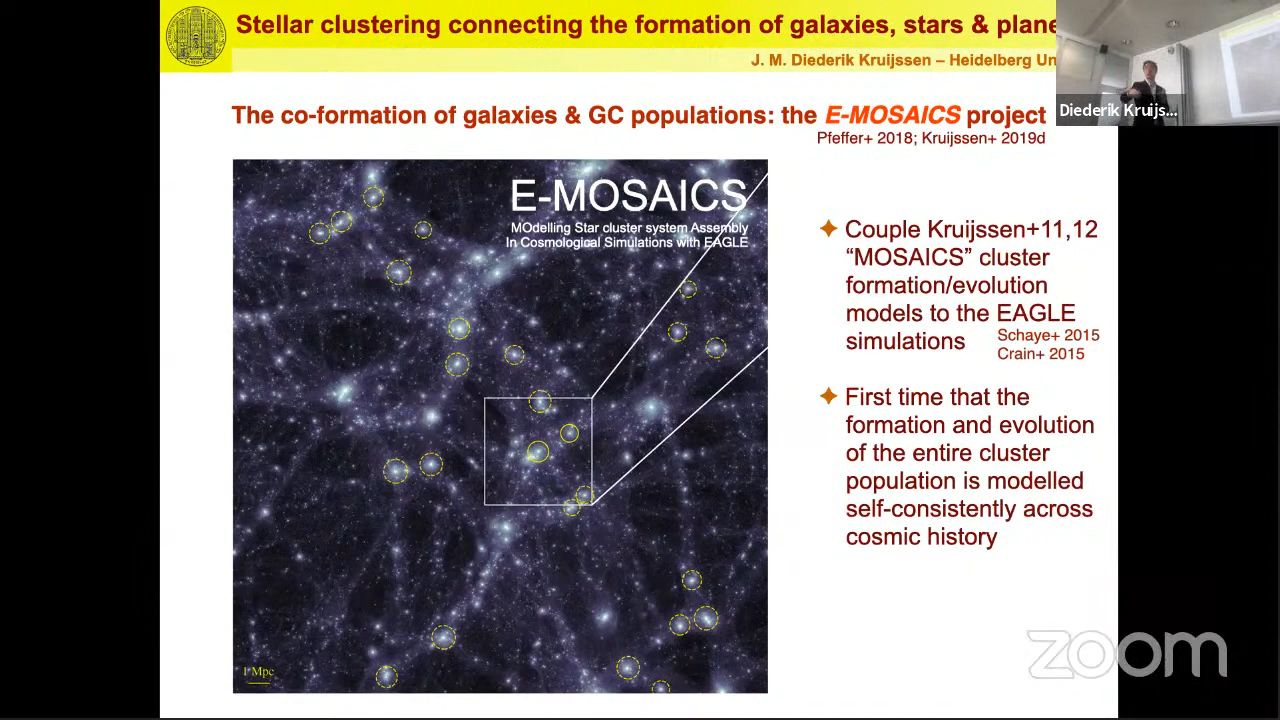 Stellar clustering connecting the formation of galaxies, stars & plane
J. M. Diederik Kruijssen – Heidelberg Un
Diederik Kruijs...
The co-formation of galaxies & GC populations: the E-MOSAICS project
Pfeffer+ 2018; Kruijssen+ 2019d
E-MOSAICS
MOdelling Star cluster system Assembly
In Cosmological Simulations with EAGLE
1 Mpc
✦ Couple Kruijssen+11,12
“MOSAICS” cluster
formation/evolution
models to the EAGLE
simulations
Schaye+ 2015
Crain+ 2015
✦ First time that the
formation and evolution
of the entire cluster
population is modelled
self-consistently across
cosmic history
zoom